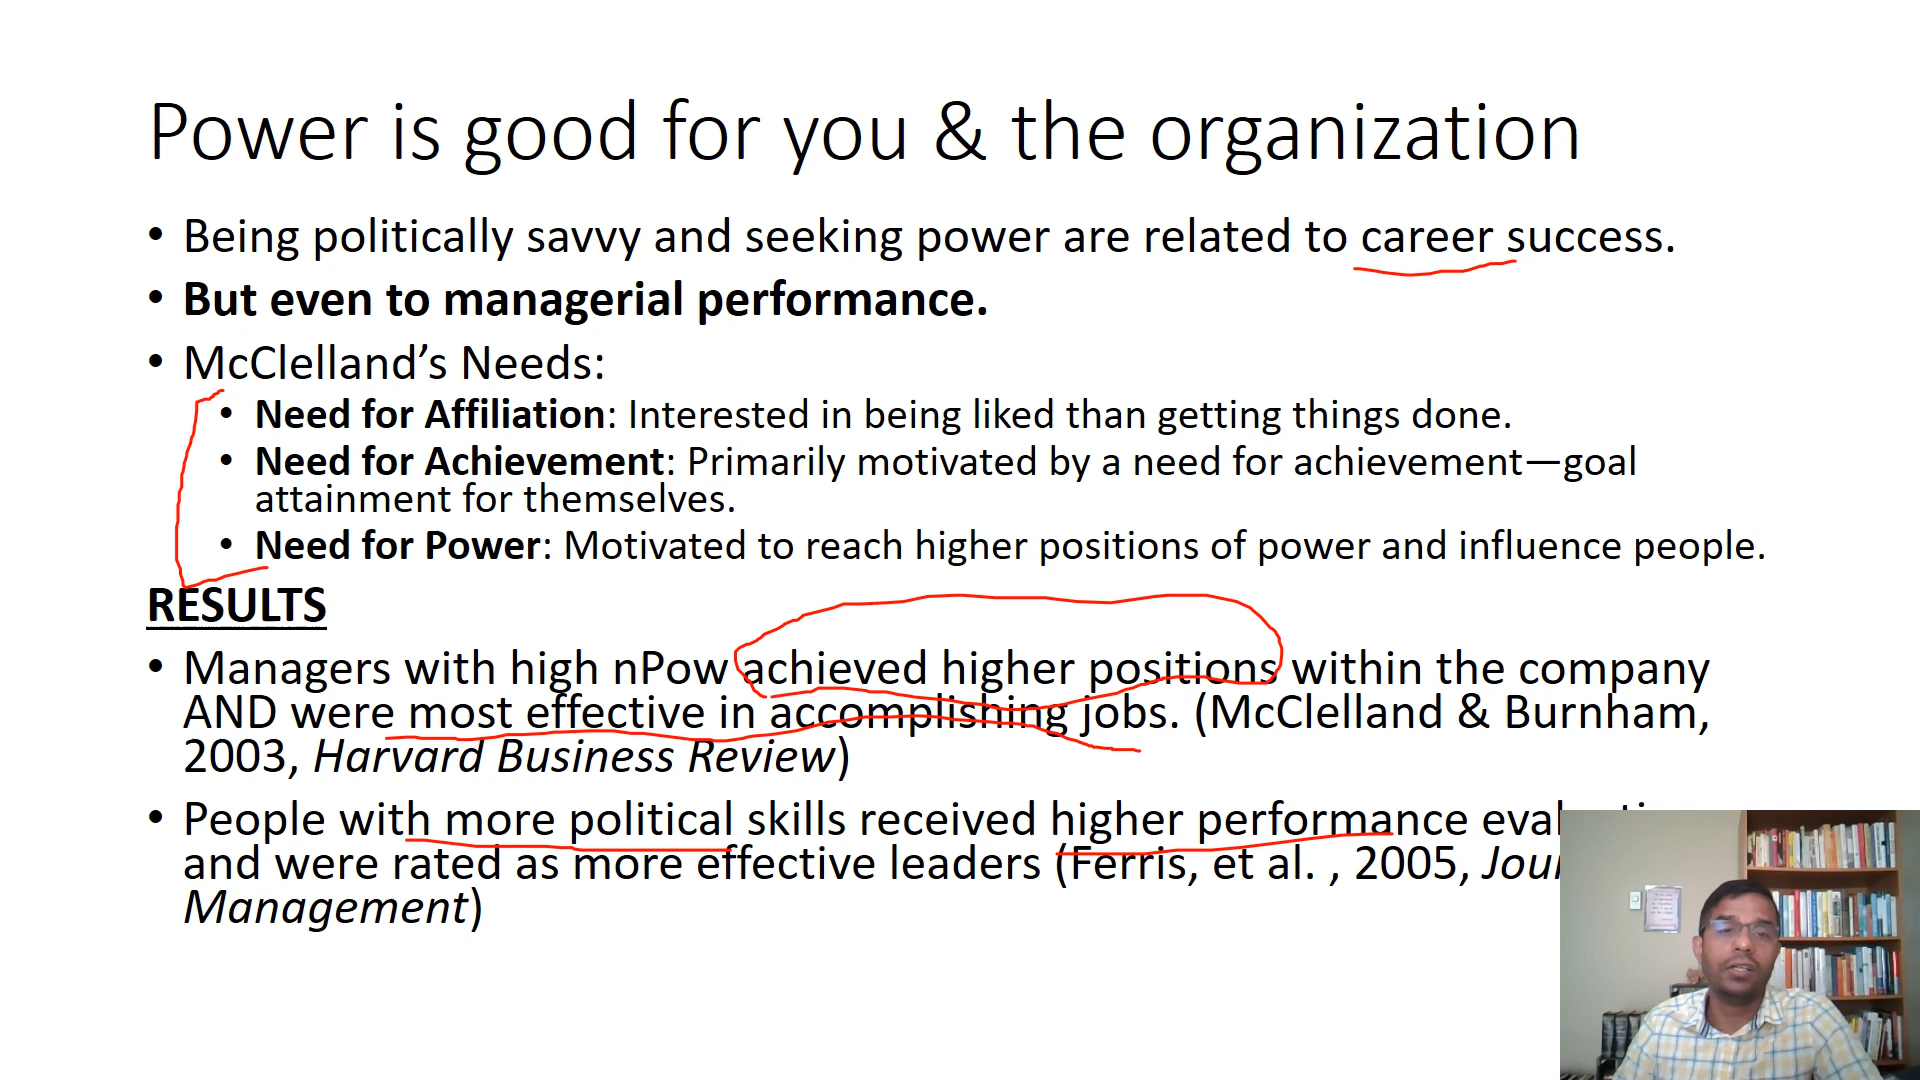 Power is good for you & the organization
• Being politically savvy and seeking power are related to career success.
• But even to managerial performance.
• McClelland’s Needs:
• Need for Affiliation: Interested in being liked than getting things done.
• Need for Achievement: Primarily motivated by a need for achievement—goal
attainment for themselves.
• Need for Power: Motivated to reach higher positions of power and influence people.
RESULTS
• Managers with high nPow achieved higher positions within the company
AND were most effective in accomplishing jobs. (McClelland & Burnham,
2003, Harvard Business Review)
• People with more political skills received higher performance
and were rated as more effective leaders (Ferris, et al. , 2005,
Management)